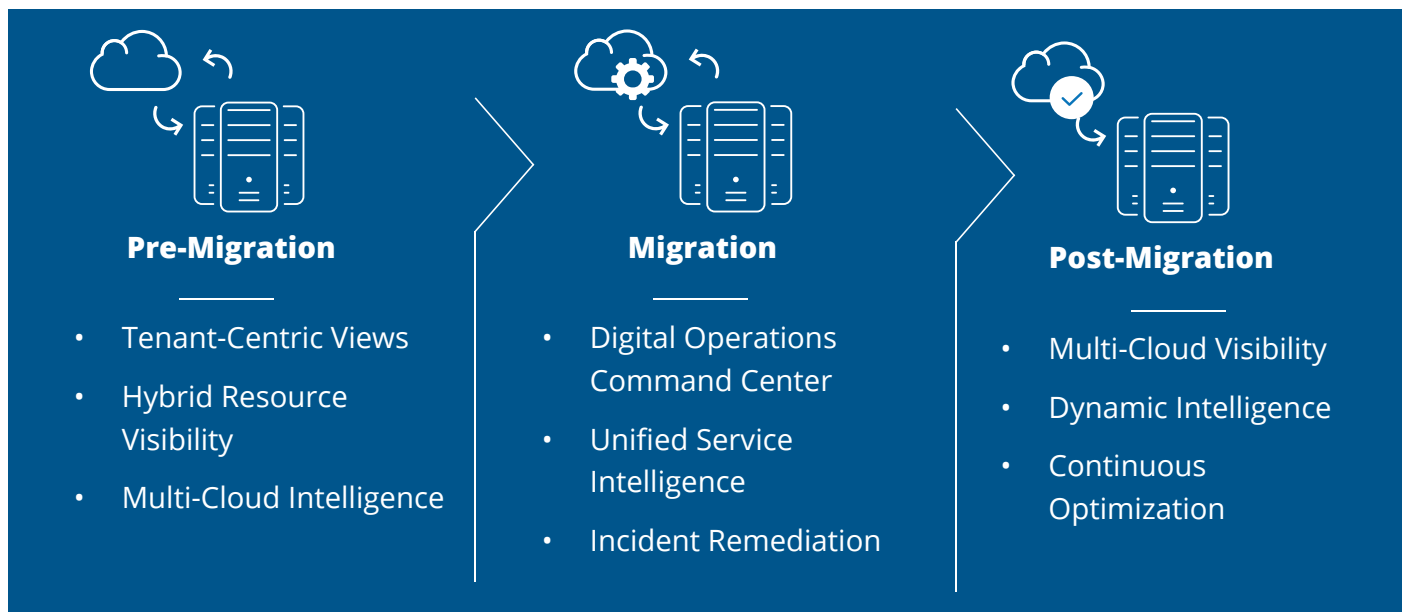 Pre-Migration
• Tenant-Centric Views
• Hybrid Resource
Visibility
• Multi-Cloud Intelligence
Migration
• Digital Operations
Command Center
• Unified Service
Intelligence
• Incident Remediation
Post-Migration
• Multi-Cloud Visibility
• Dynamic Intelligence
• Continuous
Optimization